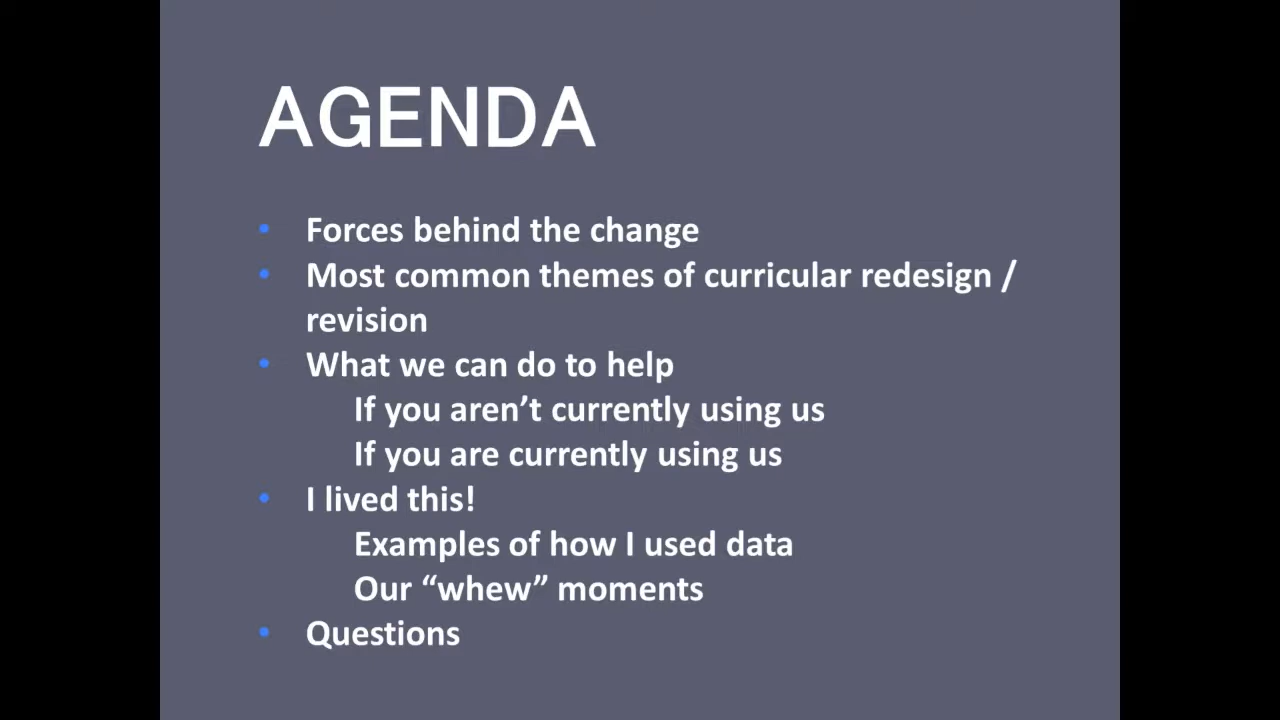 AGENDA
• Forces behind the change
• Most common themes of curricular redesign /
revision
• What we can do to help
If you aren’t currently using us
If you are currently using us
• I lived this!
Examples of how I used data
Our “whew” moments
• Questions